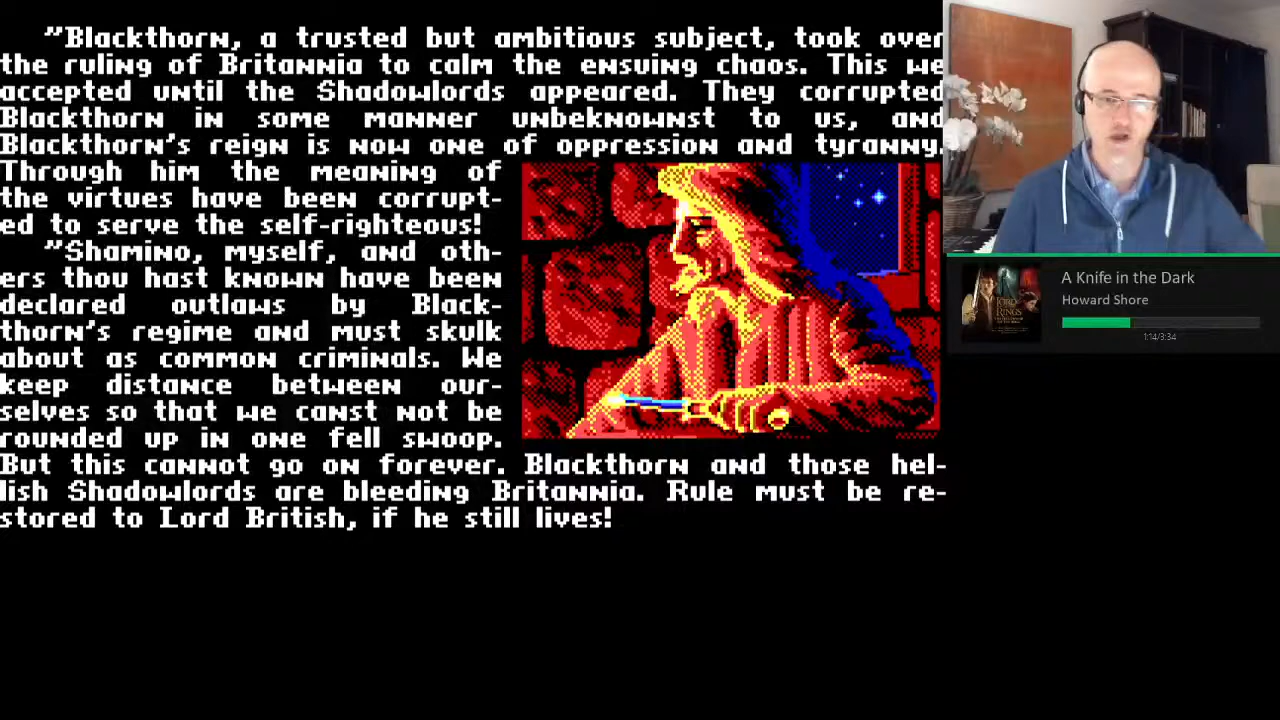 "Blackthorn, a trusted but ambitious subject, took over
the ruling of Britannia to calm the ensuing chaos. This we
accepted until the Shadowlords appeared. They corrupted
Blackthorn in some manner unbeknownst to us, and
Blackthorn's reign is now one of oppression and tyranny.
Through him the meaning of
the virtues have been corrupt-
ed to serve the self-righteous!
"Shamino, myself, and oth-
ers thou hast known have been
declared outlaws by Black-
thorn's regime and must skulk
about as common criminals. We
keep distance between our-
selves so that we canst not be
rounded up in one fell swoop.
But this cannot go on forever. Blackthorn and those hel-
lish Shadowlords are bleeding Britannia. Rule must be re-
stored to Lord British, if he still lives!
A Knife in the Dark
Howard Shore
1:14/3:34